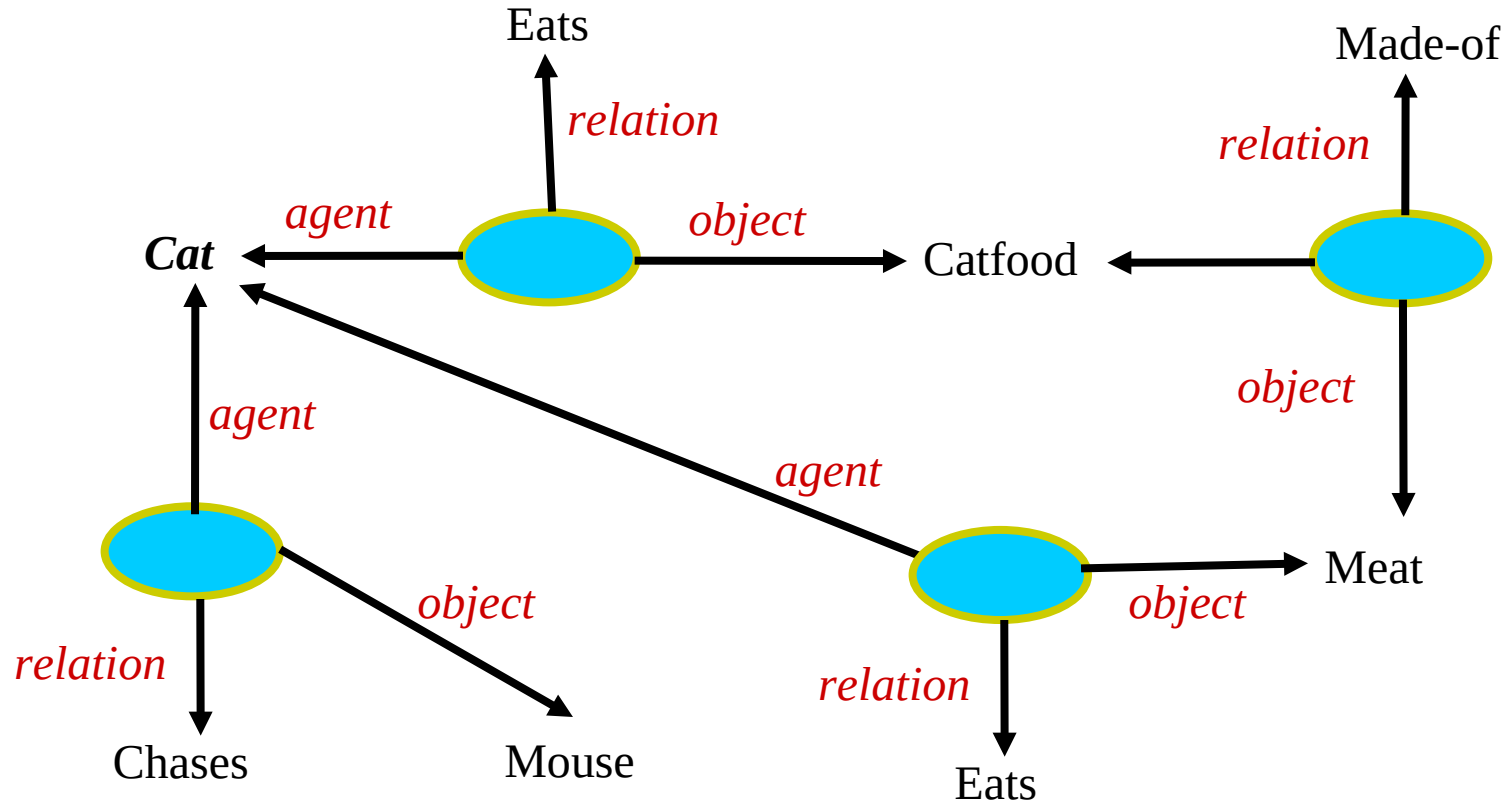 Eats
Made-of
relation
relation
agent
object
Cat
Catfood
object
agent
agent
Meat
object
object
relation
relation
Chases
Mouse
Eats